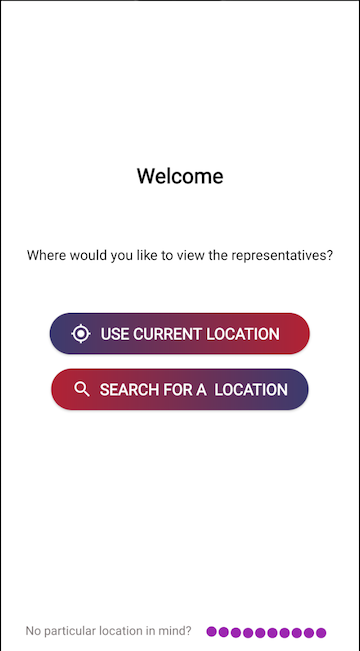 Welcome
Where would you like to view the representatives?
USE CURRENT LOCATION
SEARCH FOR A  LOCATION
No particular location in mind?